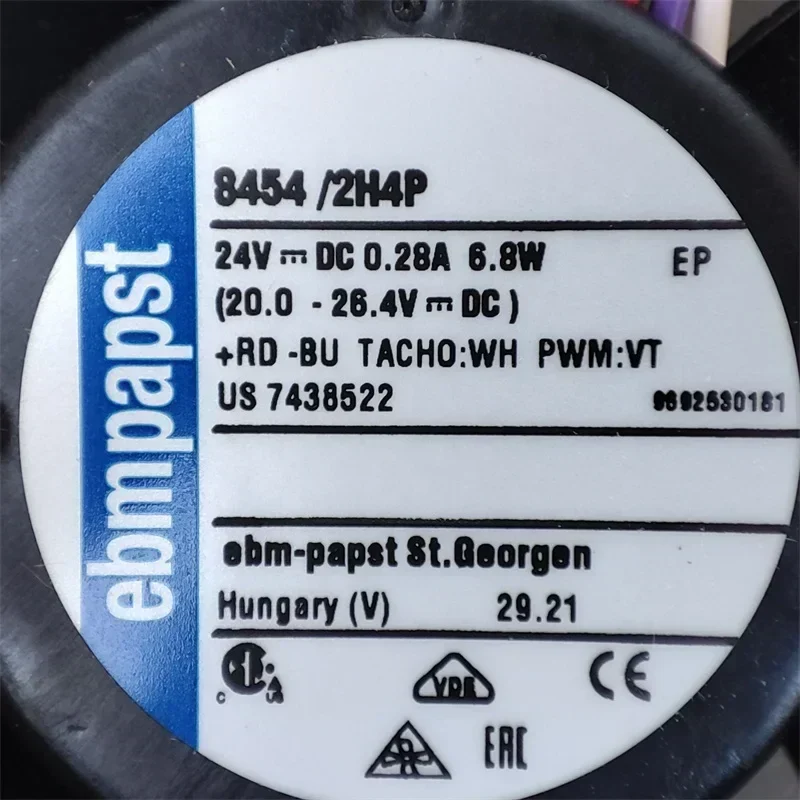 ebmpapst
8454 /2H4P
24V ⎓ DC 0.28A 6.8W EP
(20.0 - 26.4V ⎓ DC)
+RD -BU TACHO:WH PWM:VT
US 7438522
ebm-papst St.Georgen
Hungary (V) 29.21
C US
VDE CE
EAC